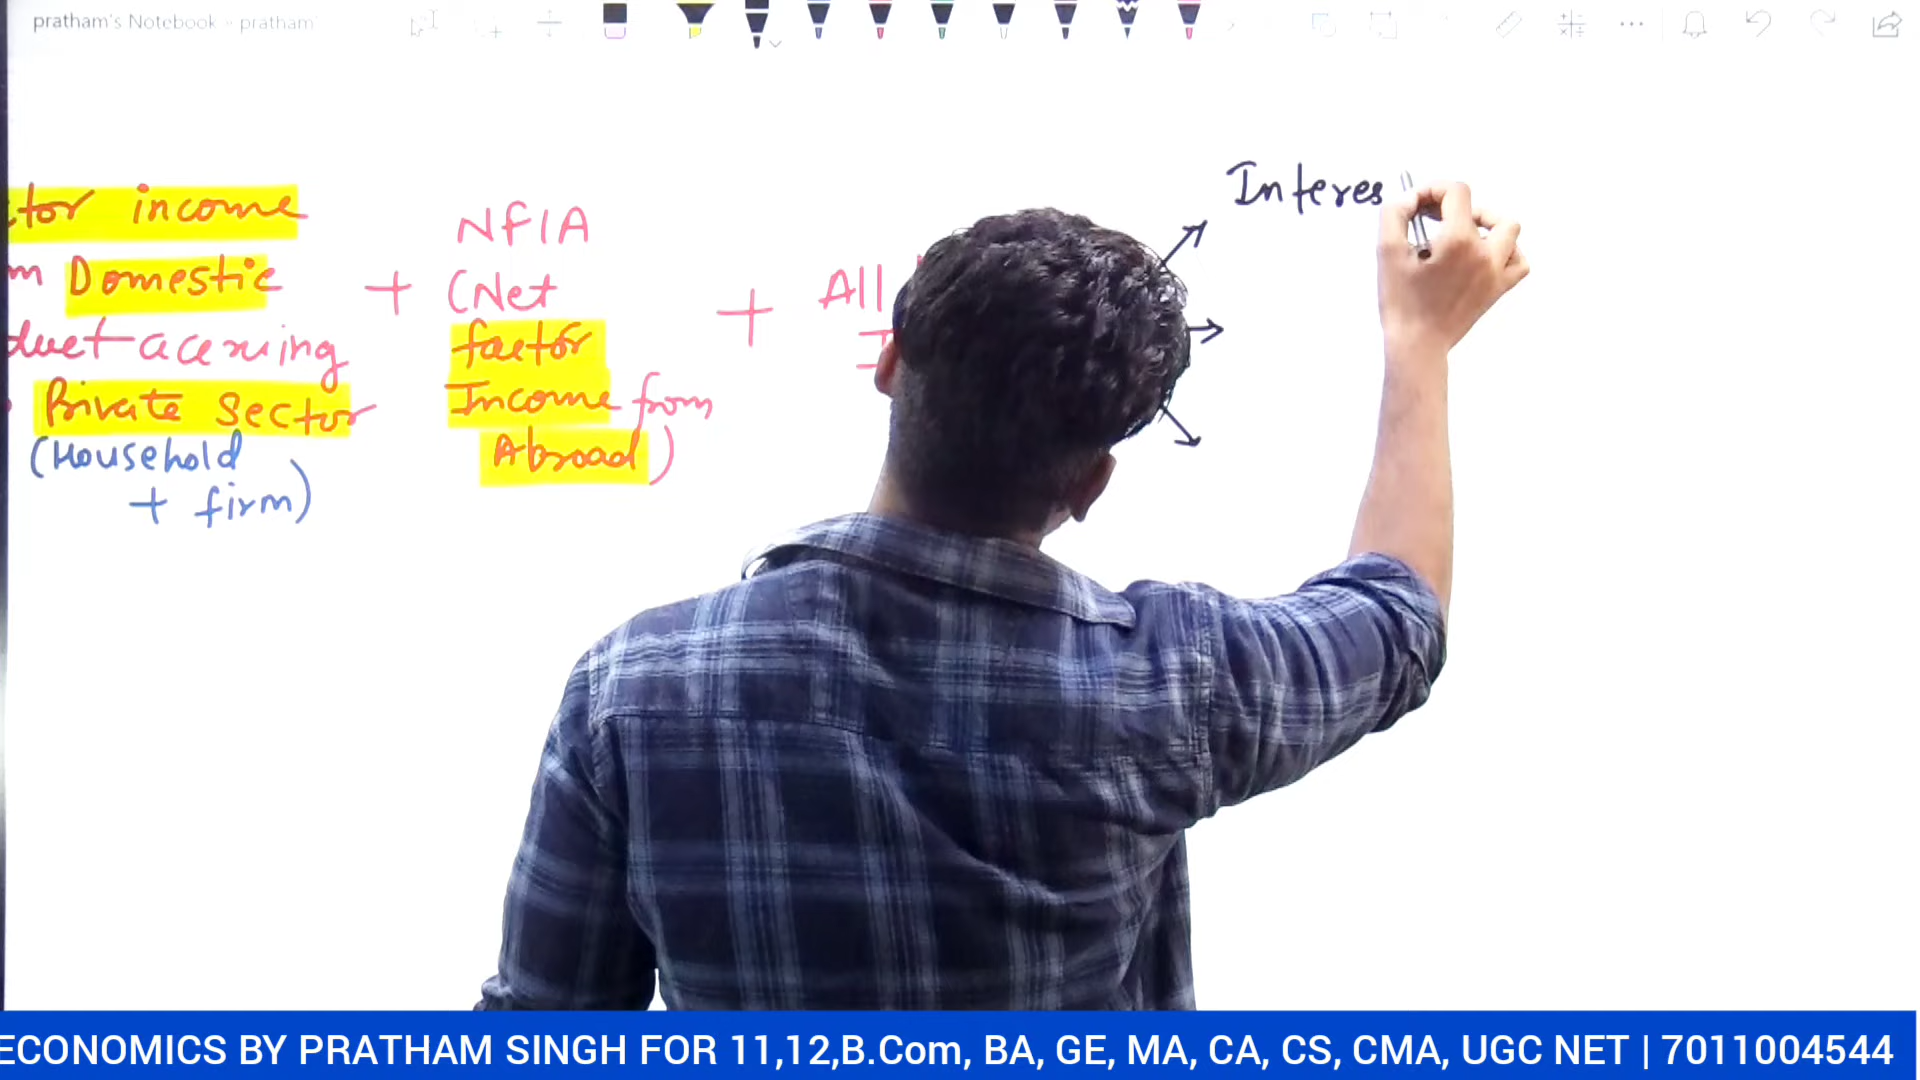 pratham's Notebook » pratham
tor income
m Domestic
duct accruing
Private Sector
(Household
+ firm)
+
NFIA
(Net
factor
Income from
Abroad)
+
All
Interes
ECONOMICS BY PRATHAM SINGH FOR 11,12,B.Com, BA, GE, MA, CA, CS, CMA, UGC NET | 7011004544